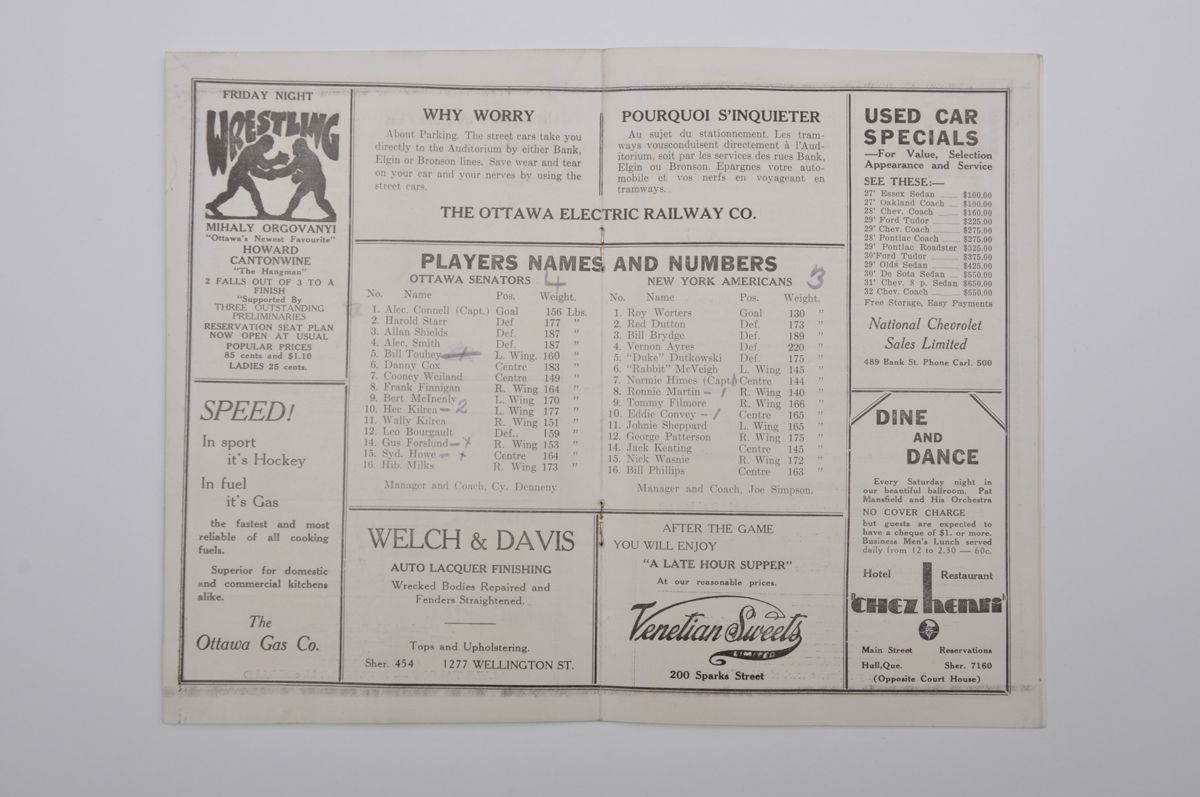 FRIDAY NIGHT
WRESTLING
MIHALY ORGOVANYI
"Ottawa's Newest Favourite"
HOWARD
CANTONWINE
"The Hangman"
2 FALLS OUT OF 3 TO A
FINISH
"Supported By
THREE OUTSTANDING
PRELIMINARIES
RESERVATION SEAT PLAN
NOW OPEN AT USUAL
POPULAR PRICES
85 cents and $1.10
LADIES 25 cents.
SPEED!
In sport
it's Hockey
In fuel
it's Gas
the fastest and most
reliable of all cooking
fuels.
Superior for domestic
and commercial kitchens
alike.
The
Ottawa Gas Co.
WHY WORRY
About Parking. The street cars take you
directly to the Auditorium by either Bank,
Elgin or Bronson lines. Save wear and tear
on your car and your nerves by using the
street cars.
POURQUOI S'INQUIETER
Au sujet du stationnement. Les tram-
ways vousconduisent directement à l'Aud-
itorium, soit par les services des rues Bank,
Elgin ou Bronson. Epargnes votre auto-
mobile et vos nerfs en voyageant en
tramways.
THE OTTAWA ELECTRIC RAILWAY CO.
PLAYERS NAMES AND NUMBERS
OTTAWA SENATORS 4
No. Name Pos. Weight.
1. Alec. Connell (Capt.) Goal 156 Lbs.
2. Harold Starr Def 177 "
3. Allan Shields Def. 187 "
4. Alec. Smith Def. 187 "
5. Bill Touhey L. Wing. 160 "
6. Danny Cox Centre 183 "
7. Cooney Weiland Centre 149 "
8. Frank Finnigan R. Wing 164 "
9. Bert McInenly L. Wing 170 "
10. Hec Kilrea - 2 L. Wing 177 "
11. Wally Kilrea R. Wing 151 "
12. Leo Bourgault Def.. 159 "
14. Gus Forslund - x R. Wing 153 "
15. Syd. Howe - x Centre 164 "
16. Hib. Milks R. Wing 173 "
Manager and Coach, Cy. Denneny.
NEW YORK AMERICANS 3
No. Name Pos. Weight.
1. Roy Worters Goal 130 "
2. Red Dutton Def. 173 "
3. Bill Brydge Def. 189 "
4. Vernon Ayres Def. 220 "
5. "Duke" Dutkowski Def. 175 "
6. "Rabbit" McVeigh L. Wing 145 "
7. Normie Himes (Capt.) Centre 144 "
8. Ronnie Martin - 1 R. Wing 140 "
9. Tommy Filmore R. Wing 166 "
10. Eddie Convey - 1 Centre 165 "
11. Johnie Sheppard L. Wing 165 "
12. George Patterson R. Wing 175 "
14. Jack Keating Centre 145 "
15. Nick Wasnie R. Wing 172 "
16. Bill Phillips Centre 163 "
Manager and Coach, Joe Simpson.
WELCH & DAVIS
AUTO LACQUER FINISHING
Wrecked Bodies Repaired and
Fenders Straightened.
Tops and Upholstering.
Sher. 454 1277 WELLINGTON ST.
AFTER THE GAME
YOU WILL ENJOY
"A LATE HOUR SUPPER"
At our reasonable prices.
Venetian Sweets
LIMITED
200 Sparks Street
USED CAR
SPECIALS
—For Value, Selection
Appearance and Service
SEE THESE:—
27' Essex Sedan ..... $100.00
27' Oakland Coach .... $100.00
28' Chev. Coach ..... $160.00
29' Ford Tudor ..... $225.00
29' Chev. Coach ..... $275.00
28' Pontiac Coach .... $275.00
29' Pontiac Roadster $325.00
30'Ford Tudor ..... $375.00
29' Olds Sedan ..... $425.00
30' De Sota Sedan .... $550.00
31' Chev. 8 p. Sedan $650.00
32 Chev. Coach ..... $550.00
Free Storage, Easy Payments
National Chevrolet
Sales Limited
489 Bank St. Phone Carl. 500
DINE
AND
DANCE
Every Saturday night in
our beautiful ballroom. Pat
Mansfield and His Orchestra
NO COVER CHARGE
but guests are expected to
have a cheque of $1. or more.
Business Men's Lunch served
daily from 12 to 2.30 — 60c.
Hotel Restaurant
'CHEZ henri'
Main Street Reservations
Hull,Que. Sher. 7160
(Opposite Court House)